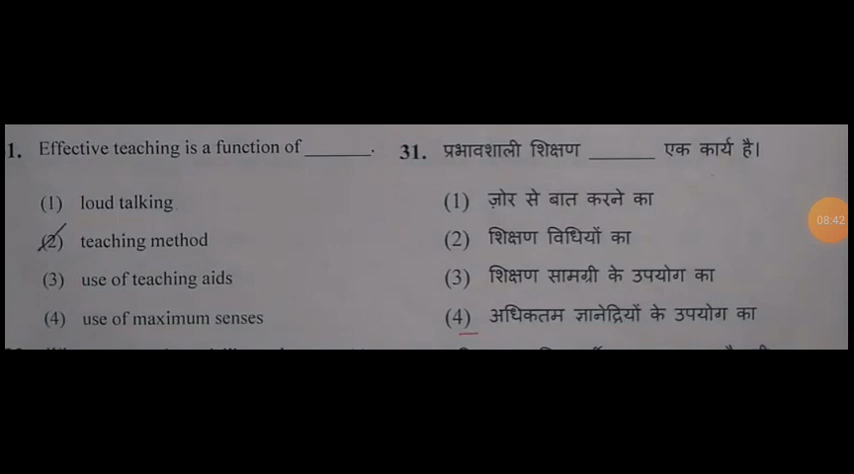 1. Effective teaching is a function of ______.
(1) loud talking
(2) teaching method
(3) use of teaching aids
(4) use of maximum senses
31. प्रभावशाली शिक्षण ______ एक कार्य है।
(1) ज़ोर से बात करने का
(2) शिक्षण विधियों का
(3) शिक्षण सामग्री के उपयोग का
(4) अधिकतम ज्ञानेद्रियों के उपयोग का
08:42